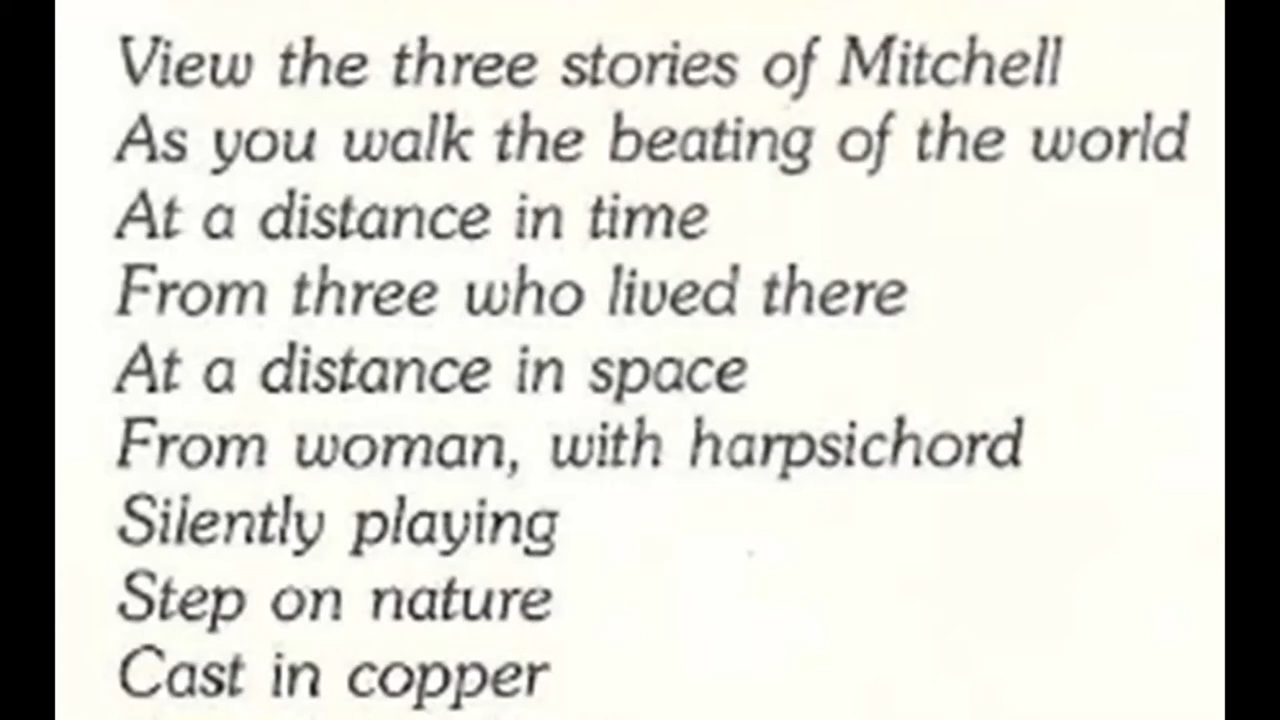 View the three stories of Mitchell
As you walk the beating of the world
At a distance in time
From three who lived there
At a distance in space
From woman, with harpsichord
Silently playing
Step on nature
Cast in copper